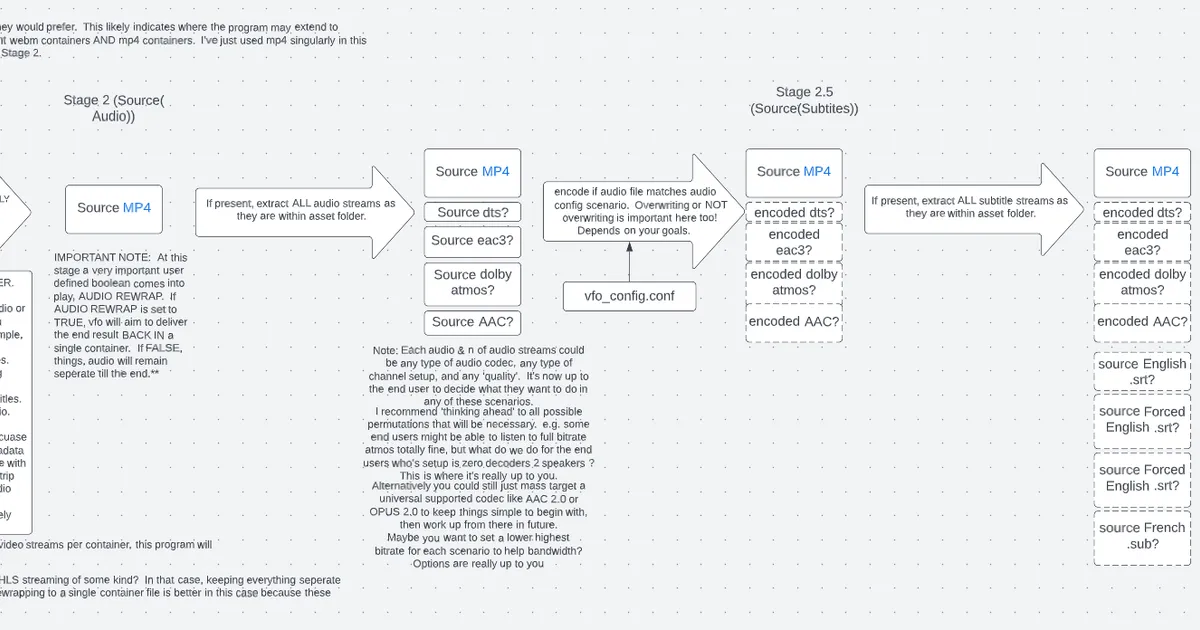 ney would prefer. This likely indicates where the program may extend to
nt webm containers AND mp4 containers. I've just used mp4 singularly in this
Stage 2.
Stage 2 (Source(
Audio))
Stage 2.5
(Source(Subtites))
LY
Source MP4
If present, extract ALL audio streams as
they are within asset folder.
Source MP4
Source dts?
Source eac3?
Source dolby
atmos?
Source AAC?
encode if audio file matches audio
config scenario. Overwriting or NOT
overwriting is important here too!
Depends on your goals.
vfo_config.conf
Source MP4
encoded dts?
encoded
eac3?
encoded dolby
atmos?
encoded AAC?
If present, extract ALL subtitle streams as
they are within asset folder.
Source MP4
encoded dts?
encoded
eac3?
encoded dolby
atmos?
encoded AAC?
source English
.srt?
source Forced
English .srt?
source Forced
English .srt?
source French
.sub?
IMPORTANT NOTE: At this
stage a very important user
defined boolean comes into
play, AUDIO REWRAP. If
AUDIO REWRAP is set to
TRUE, vfo will aim to deliver
the end result BACK IN a
single container. If FALSE,
things, audio will remain
seperate till the end.**
Note: Each audio & n of audio streams could
be any type of audio codec, any type of
channel setup, and any 'quality'. It's now up to
the end user to decide what they want to do in
any of these scenarios.
I recommend 'thinking ahead' to all possible
permutations that will be necessary. e.g. some
end users might be able to listen to full bitrate
atmos totally fine, but what do we do for the end
users who's setup is zero decoders 2 speakers ?
This is where it's really up to you.
Alternatively you could still just mass target a
universal supported codec like AAC 2.0 or
OPUS 2.0 to keep things simple to begin with,
then work up from there in future.
Maybe you want to set a lower highest
bitrate for each scenario to help bandwidth?
Options are really up to you
ER.
dio or
mple,
es.
itles.
io.
cuase
adata
e with
trip
dio
ely
video streams per container, this program will
HLS streaming of some kind? In that case, keeping everything seperate
ewrapping to a single container file is better in this case because these